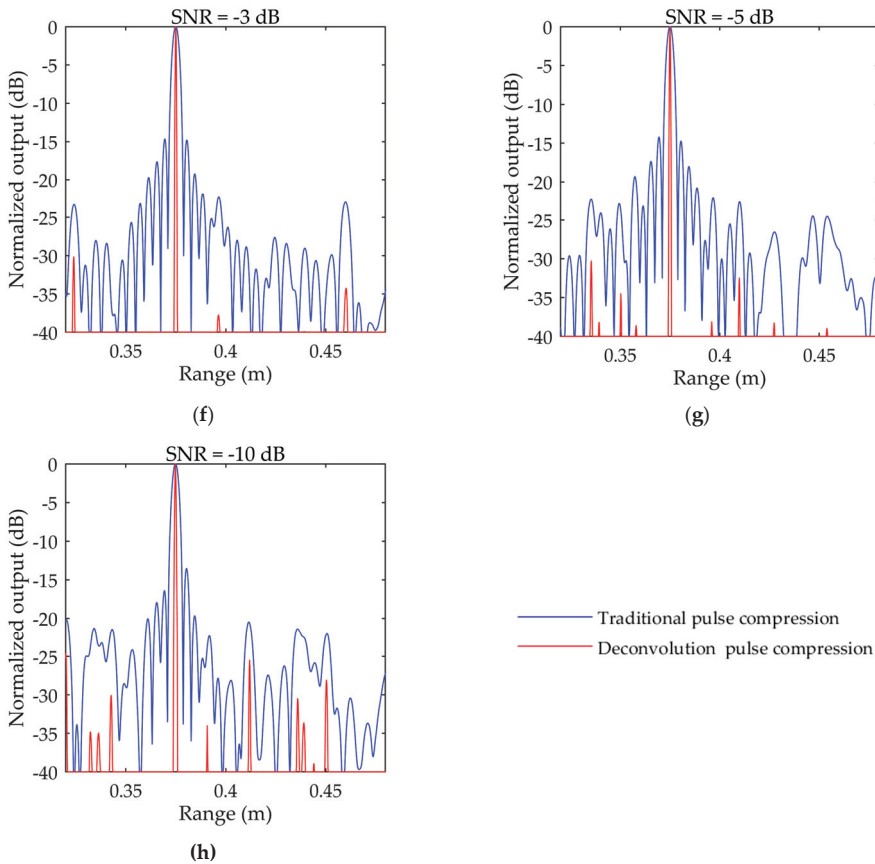 SNR = -3 dB
0
-5
-10
-15
-20
-25
-30
-35
-40
Normalized output (dB)
0.35
0.4
0.45
Range (m)
(f)
SNR = -5 dB
0
-5
-10
-15
-20
-25
-30
-35
-40
Normalized output (dB)
0.35
0.4
0.45
Range (m)
(g)
SNR = -10 dB
0
-5
-10
-15
-20
-25
-30
-35
-40
Normalized output (dB)
0.35
0.4
0.45
Range (m)
(h)
Traditional pulse compression
Deconvolution pulse compression